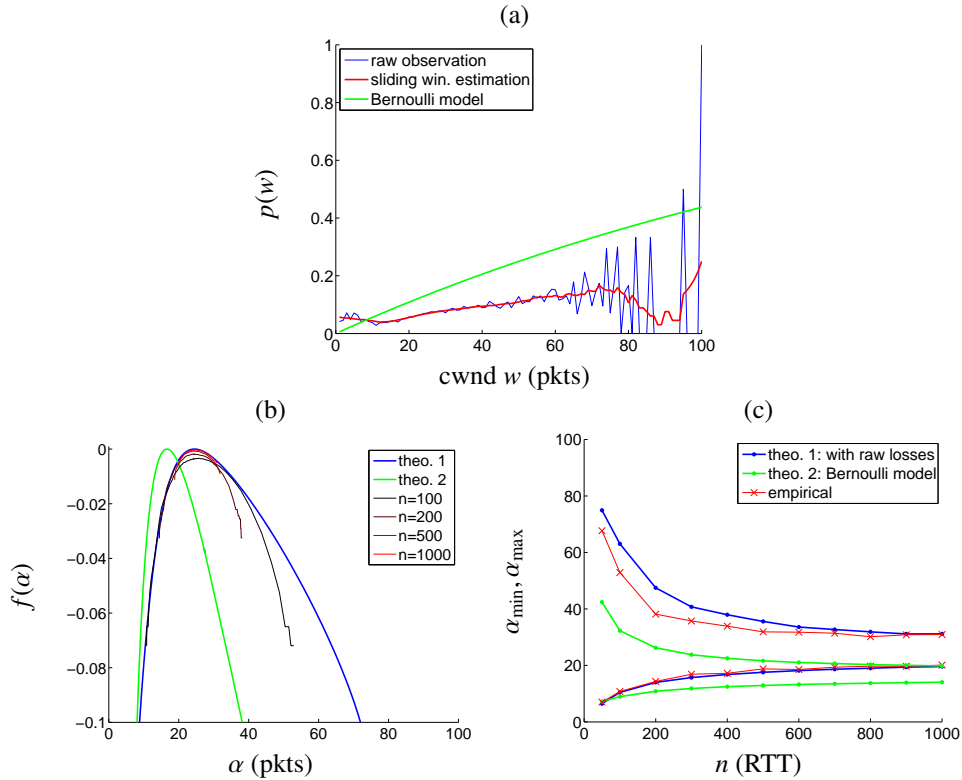 (a)
raw observation
sliding win. estimation
Bernoulli model
p(w)
1
0.8
0.6
0.4
0.2
0
0 20 40 60 80 100
cwnd w (pkts)
(b)
f(α)
0
−0.02
−0.04
−0.06
−0.08
−0.1
0 20 40 60 80 100
α (pkts)
theo. 1
theo. 2
n=100
n=200
n=500
n=1000
(c)
αmin, αmax
100
80
60
40
20
0
0 200 400 600 800 1000
n (RTT)
theo. 1: with raw losses
theo. 2: Bernoulli model
empirical